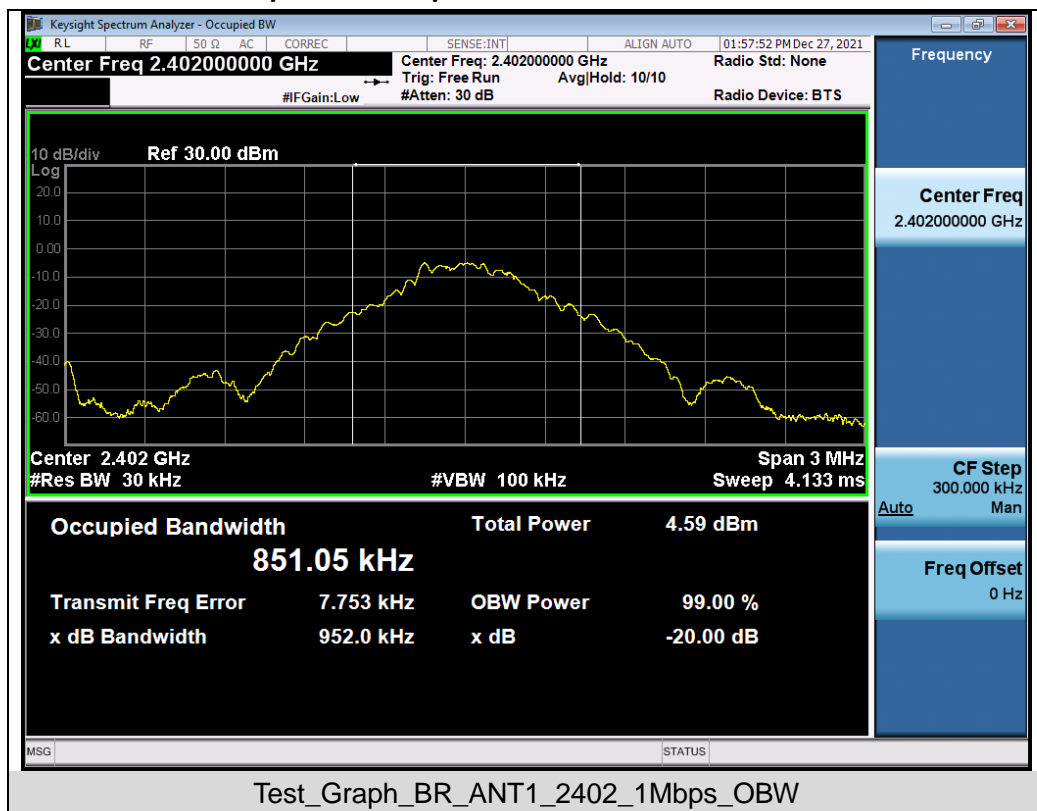 Keysight Spectrum Analyzer - Occupied BW
LXI RL RF 50 Ω AC CORREC SENSE:INT ALIGN AUTO 01:57:52 PM Dec 27, 2021
Center Freq 2.402000000 GHz
Center Freq: 2.402000000 GHz
Radio Std: None
Trig: Free Run Avg|Hold: 10/10
#IFGain:Low
#Atten: 30 dB
Radio Device: BTS
Frequency
10 dB/div Ref 30.00 dBm
Log
20.0
10.0
0.00
-10.0
-20.0
-30.0
-40.0
-50.0
-60.0
Center 2.402 GHz Span 3 MHz
#Res BW 30 kHz #VBW 100 kHz Sweep 4.133 ms
Center Freq
2.402000000 GHz
CF Step
300.000 kHz
Auto Man
Freq Offset
0 Hz
Occupied Bandwidth Total Power 4.59 dBm
851.05 kHz
Transmit Freq Error 7.753 kHz OBW Power 99.00 %
x dB Bandwidth 952.0 kHz x dB -20.00 dB
MSG STATUS
Test_Graph_BR_ANT1_2402_1Mbps_OBW